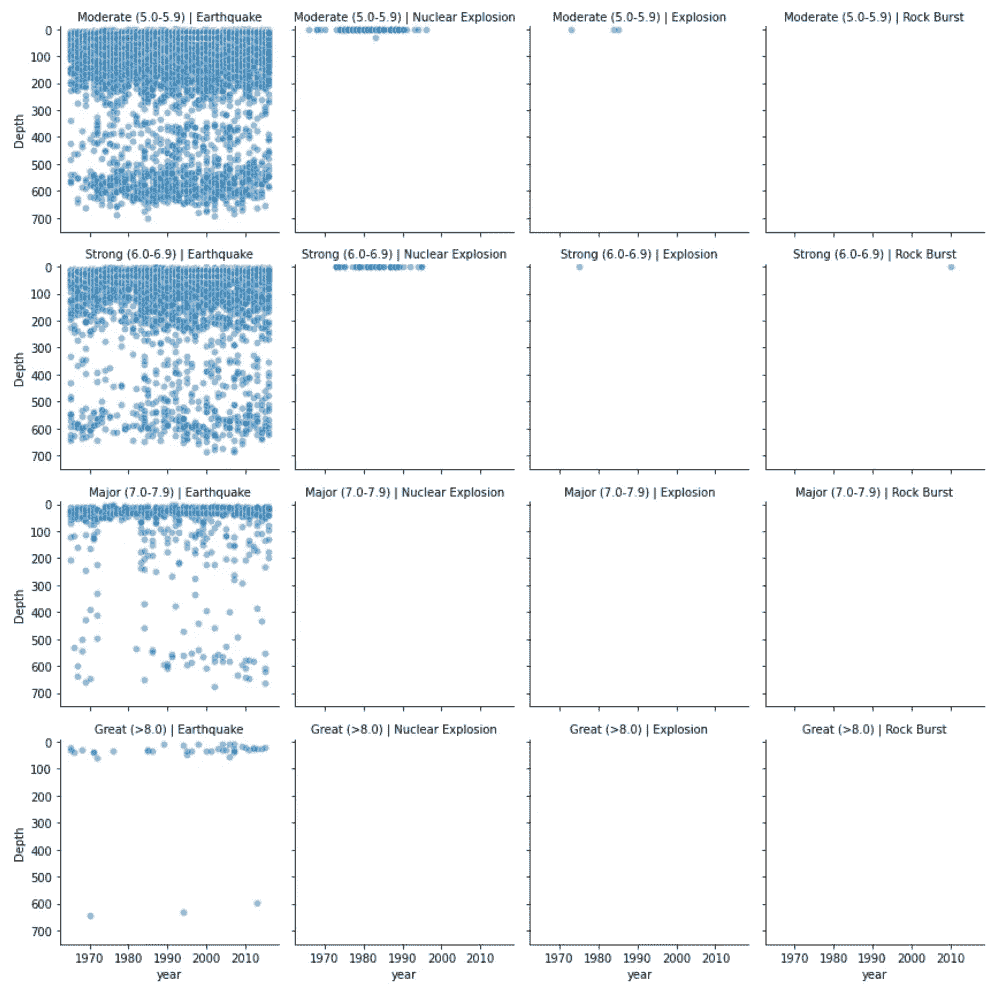 Moderate (5.0-5.9) | Earthquake
Moderate (5.0-5.9) | Nuclear Explosion
Moderate (5.0-5.9) | Explosion
Moderate (5.0-5.9) | Rock Burst
0
100
200
300
400
500
600
700
Depth
Strong (6.0-6.9) | Earthquake
Strong (6.0-6.9) | Nuclear Explosion
Strong (6.0-6.9) | Explosion
Strong (6.0-6.9) | Rock Burst
0
100
200
300
400
500
600
700
Depth
Major (7.0-7.9) | Earthquake
Major (7.0-7.9) | Nuclear Explosion
Major (7.0-7.9) | Explosion
Major (7.0-7.9) | Rock Burst
0
100
200
300
400
500
600
700
Depth
Great (>8.0) | Earthquake
Great (>8.0) | Nuclear Explosion
Great (>8.0) | Explosion
Great (>8.0) | Rock Burst
0
100
200
300
400
500
600
700
Depth
1970 1980 1990 2000 2010
year
1970 1980 1990 2000 2010
year
1970 1980 1990 2000 2010
year
1970 1980 1990 2000 2010
year